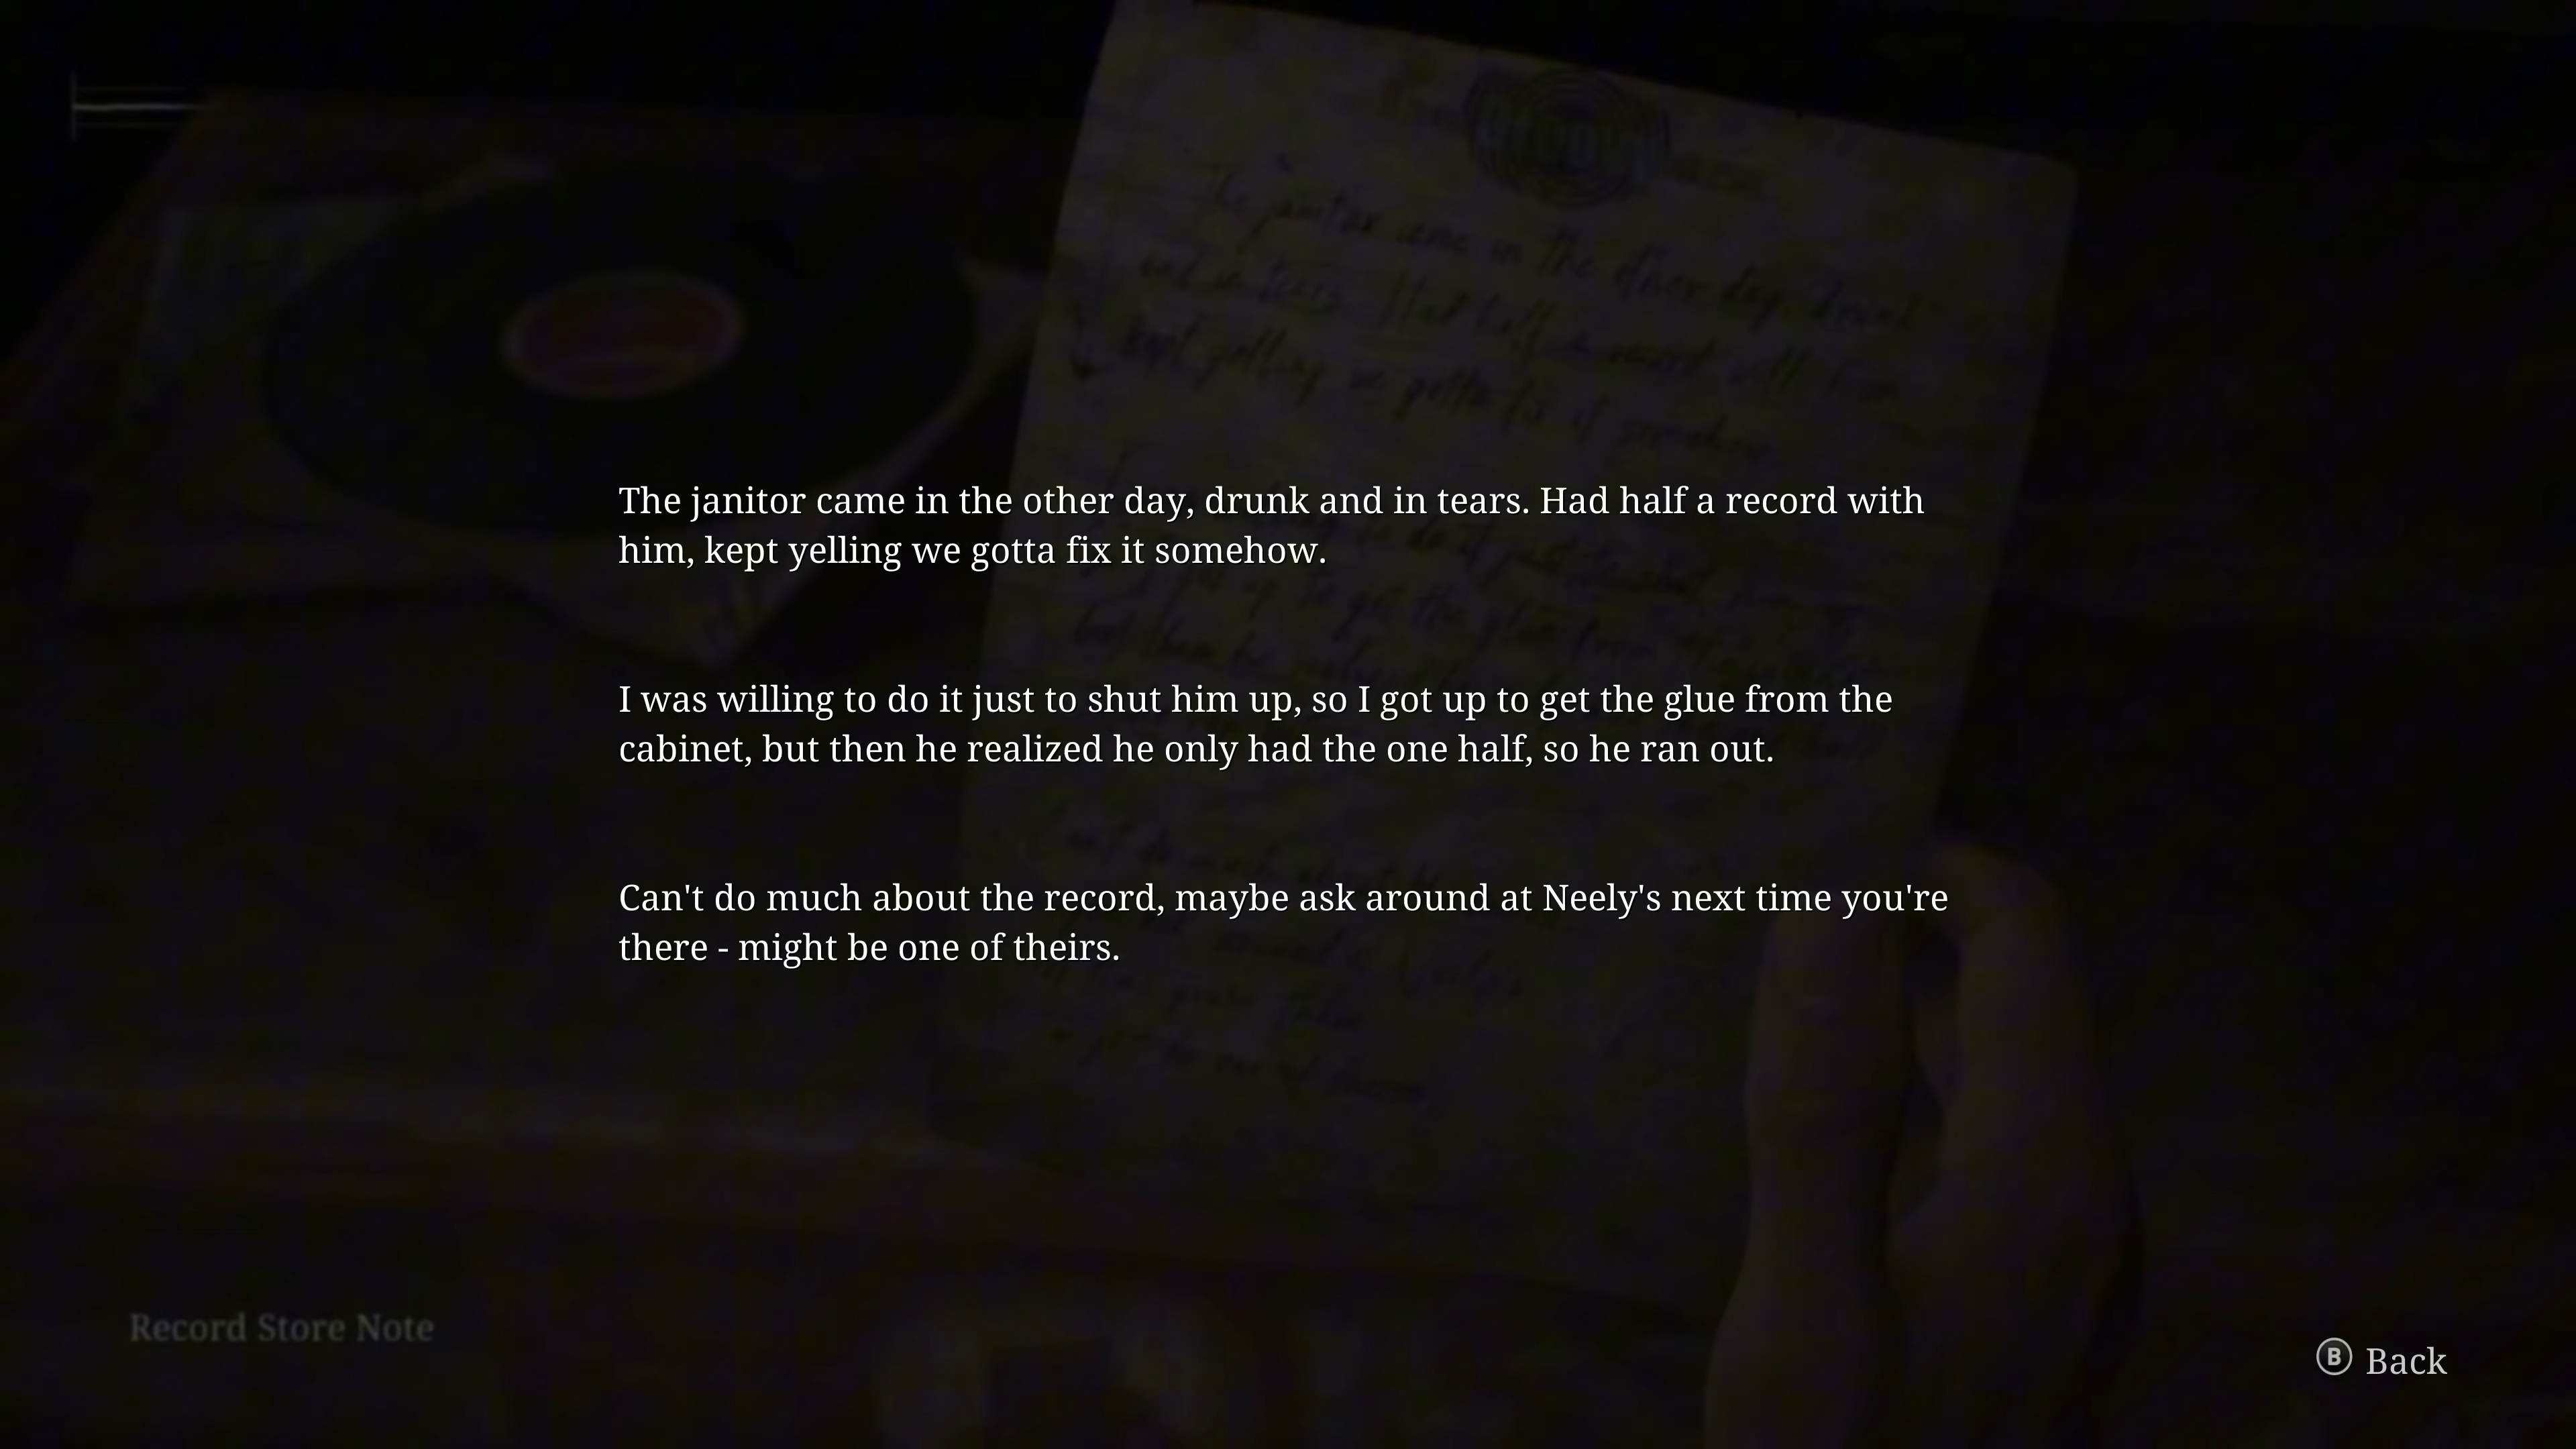 The janitor came in the other day, drunk and in tears. Had half a record with
him, kept yelling we gotta fix it somehow.
I was willing to do it just to shut him up, so I got up to get the glue from the
cabinet, but then he realized he only had the one half, so he ran out.
Can't do much about the record, maybe ask around at Neely's next time you're
there - might be one of theirs.
Record Store Note
B Back